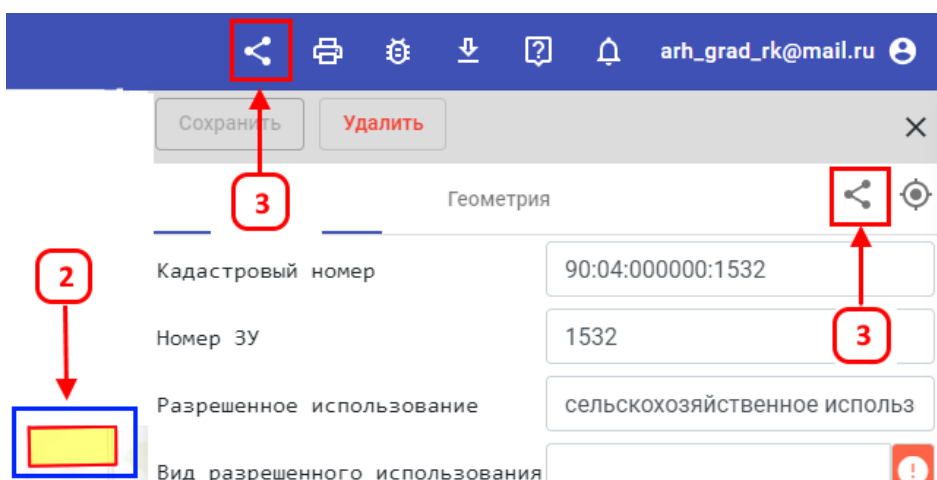 arh_grad_rk@mail.ru
Сохранить Удалить
3 Геометрия
2 Кадастровый номер 90:04:000000:1532
Номер ЗУ 1532 3
Разрешенное использование сельскохозяйственное использ
Вид разрешенного использования